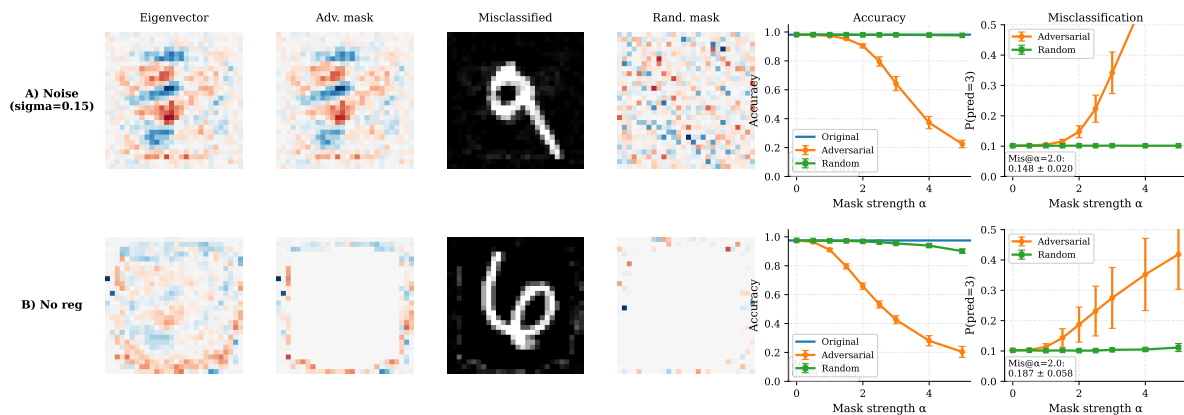 Eigenvector
Adv. mask
Misclassified
Rand. mask
Accuracy
Misclassification
A) Noise
(sigma=0.15)
Accuracy
1.0
0.8
0.6
0.4
0.2
0.0
Original
Adversarial
Random
0 2 4
Mask strength α
P(pred=3)
0.5
0.4
0.3
0.2
0.1
0.0
Adversarial
Random
Mis@α=2.0:
0.148 ± 0.020
0 2 4
Mask strength α
B) No reg
Accuracy
1.0
0.8
0.6
0.4
0.2
0.0
Original
Adversarial
Random
0 2 4
Mask strength α
P(pred=3)
0.5
0.4
0.3
0.2
0.1
0.0
Adversarial
Random
Mis@α=2.0:
0.187 ± 0.058
0 2 4
Mask strength α